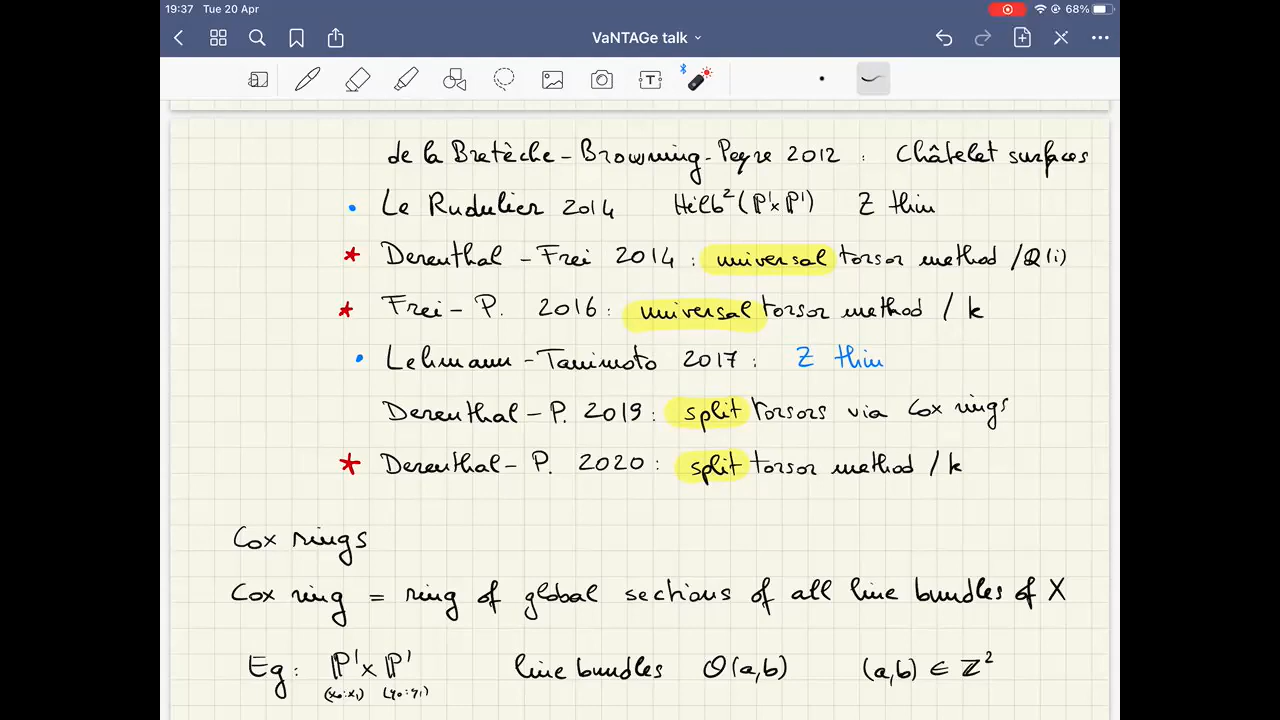 19:37 Tue 20 Apr 68%
VaNTAGe talk
de la Bretèche - Browning - Peyre 2012 : Châtelet surfaces
• Le Rudulier 2014 Hilb²(ℙ¹×ℙ¹) Z thin
* Derenthal - Frei 2014 : universal torsor method /ℚ(i)
* Frei - P. 2016 : universal torsor method / k
• Lehmann - Tanimoto 2017 : Z thin
Derenthal - P. 2019 : split torsors via Cox rings
* Derenthal - P. 2020 : split torsor method / k
Cox rings
Cox ring = ring of global sections of all line bundles of X
Eg: ℙ¹ × ℙ¹ line bundles O(a,b) (a,b) ∈ ℤ²
(x₀:x₁) (y₀:y₁)